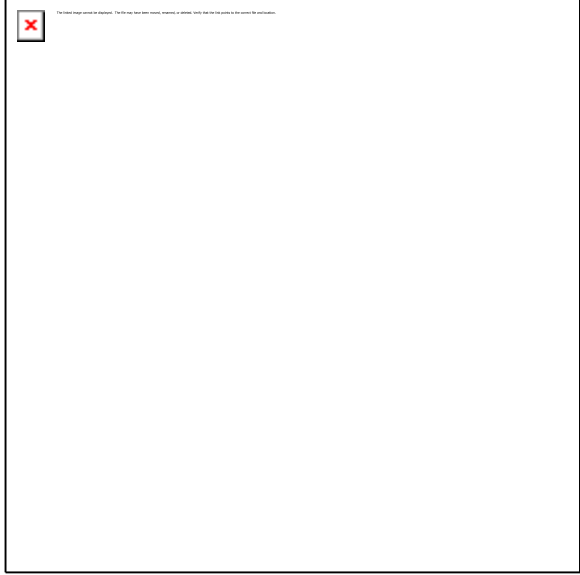 The linked image cannot be displayed. The file may have been moved, renamed, or deleted. Verify that the link points to the correct file and location.